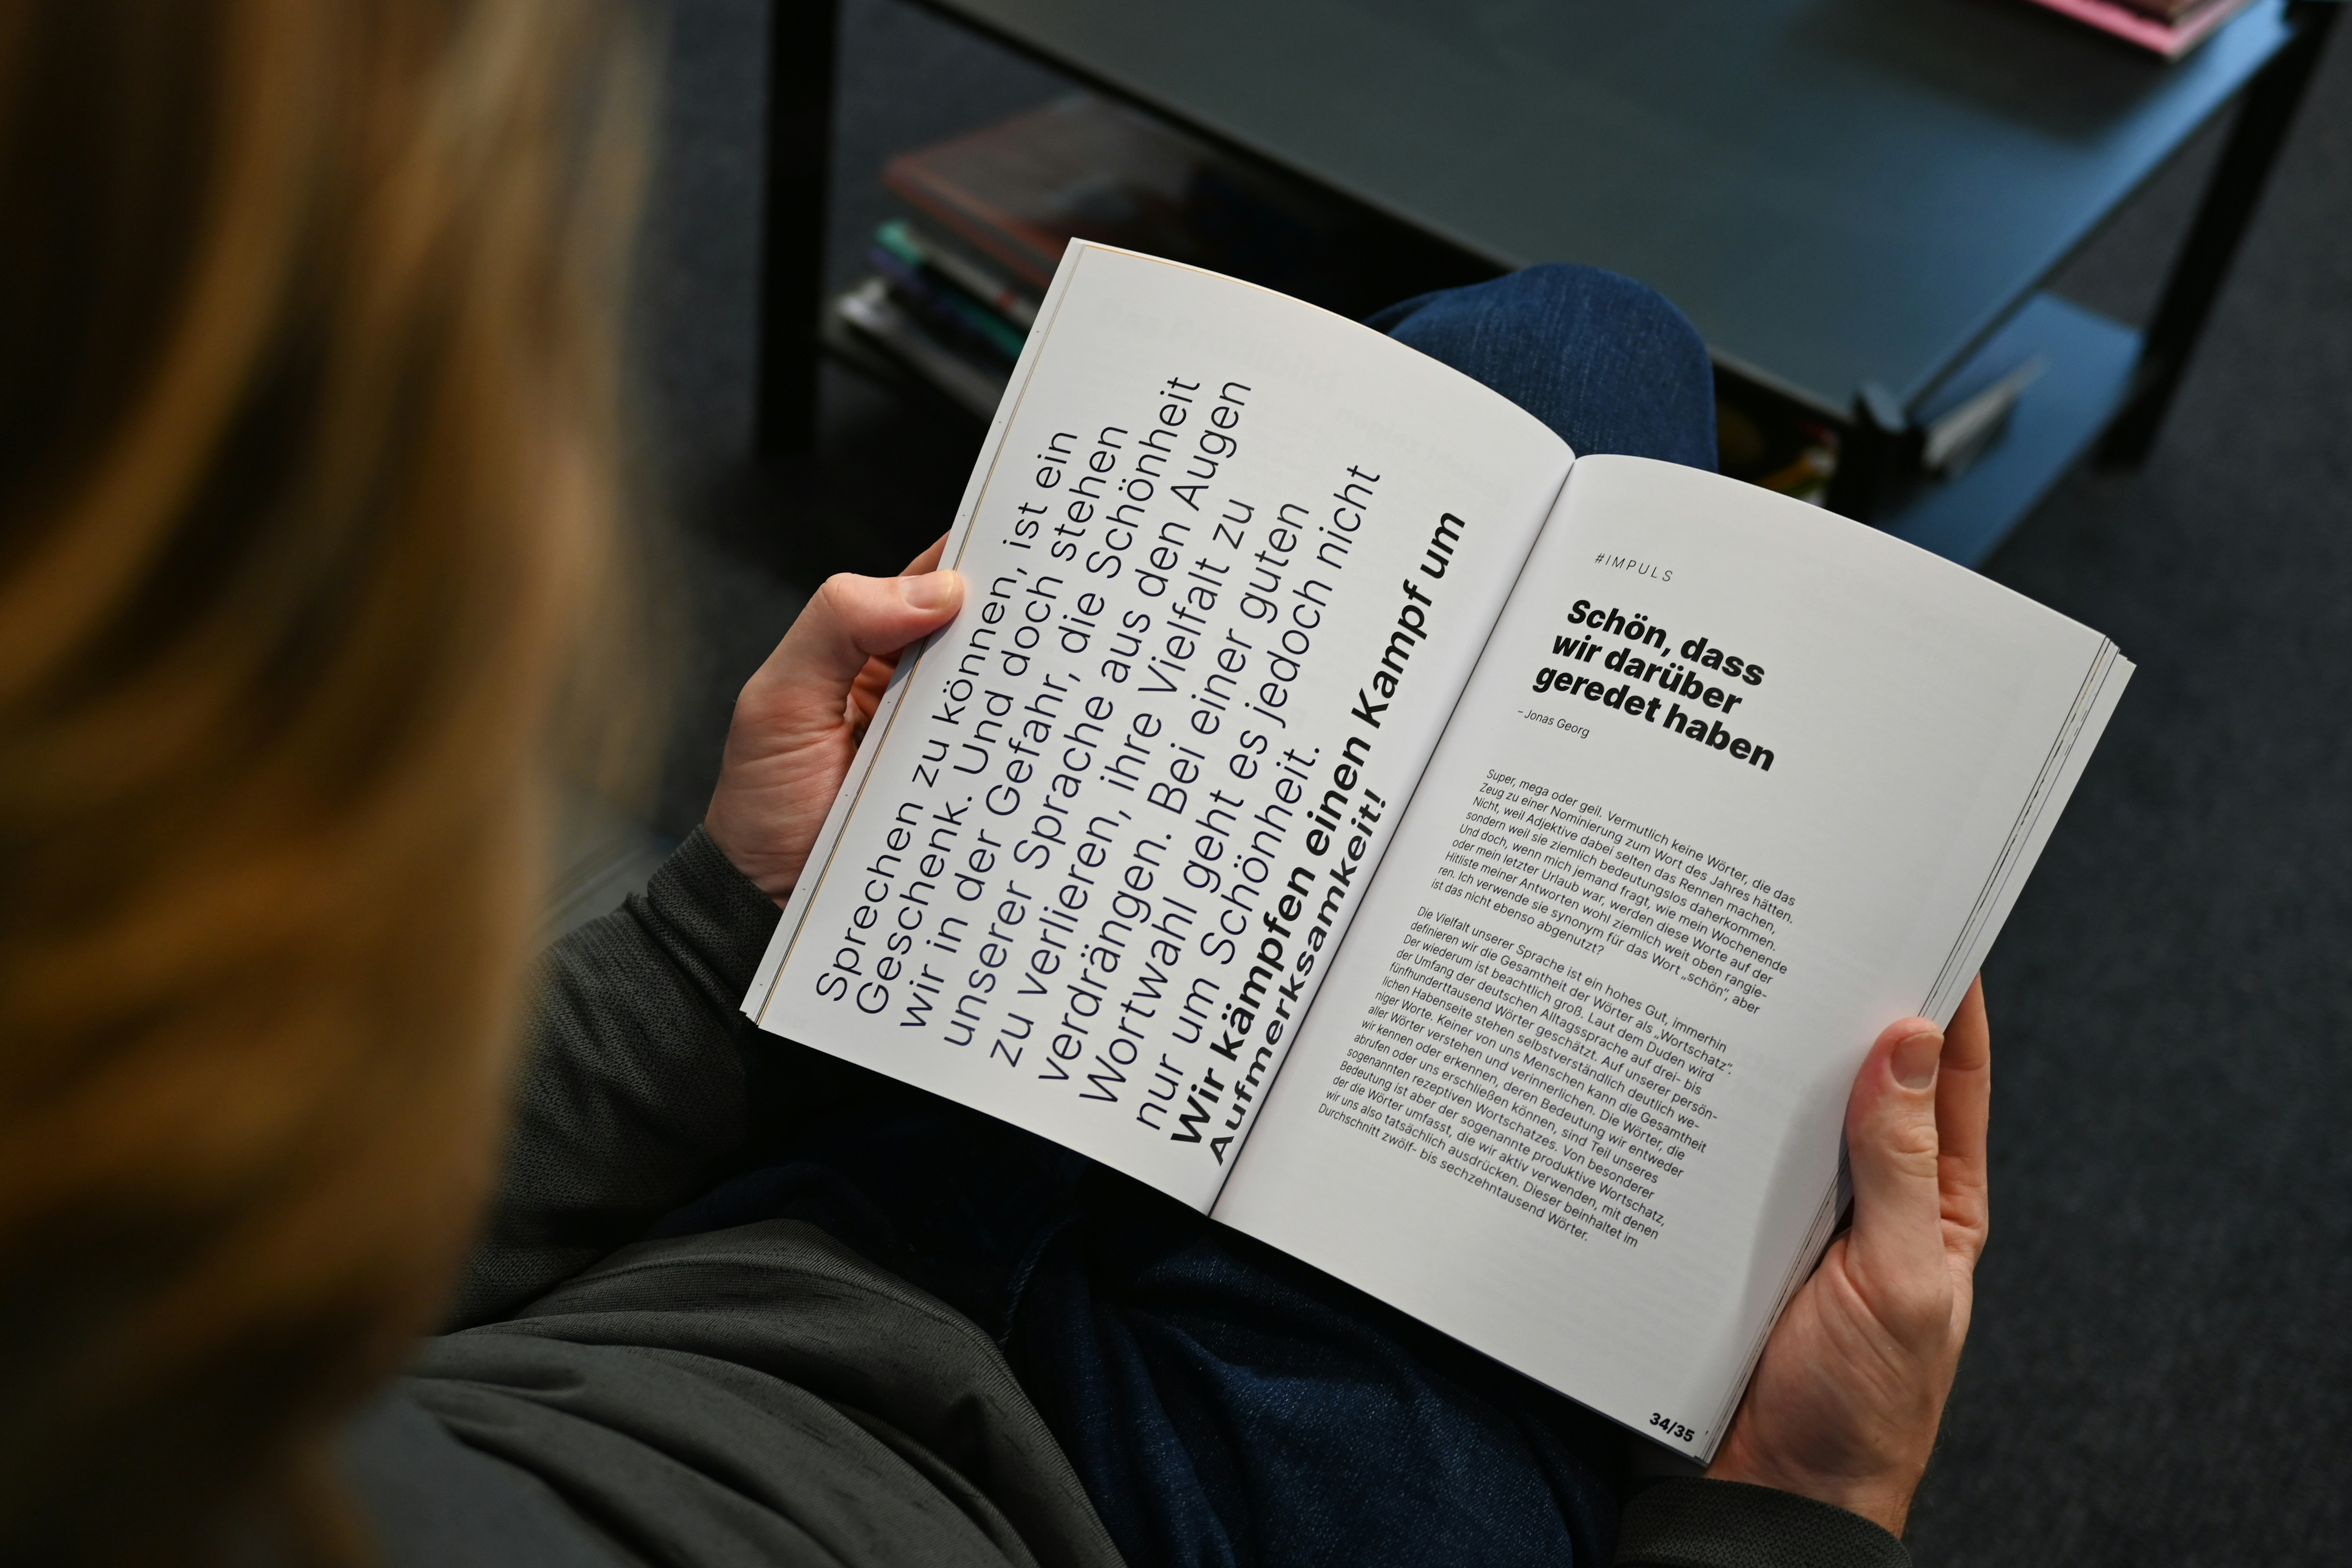 Sprechen zu können, ist ein
Geschenk. Und doch stehen
wir in der Gefahr, die Schönheit
unserer Sprache aus den Augen
zu verlieren, ihre Vielfalt zu
verdrängen. Bei einer guten
Wortwahl geht es jedoch nicht
nur um Schönheit.
Wir kämpfen einen Kampf um
Aufmerksamkeit!
#IMPULS
Schön, dass
wir darüber
geredet haben
– Jonas Georg
Super, mega oder geil. Vermutlich keine Wörter, die das
Zeug zu einer Nominierung zum Wort des Jahres hätten.
Nicht, weil Adjektive dabei selten das Rennen machen,
sondern weil sie ziemlich bedeutungslos daherkommen.
Und doch, wenn mich jemand fragt, wie mein Wochenende
oder mein letzter Urlaub war, werden diese Worte auf der
Hitliste meiner Antworten wohl ziemlich weit oben rangie-
ren. Ich verwende sie synonym für das Wort „schön“, aber
ist das nicht ebenso abgenutzt?
Die Vielfalt unserer Sprache ist ein hohes Gut, immerhin
definieren wir die Gesamtheit der Wörter als „Wortschatz“.
Der wiederum ist beachtlich groß. Laut dem Duden wird
der Umfang der deutschen Alltagssprache auf drei- bis
fünfhunderttausend Wörter geschätzt. Auf unserer persön-
lichen Habenseite stehen selbstverständlich deutlich we-
niger Worte. Keiner von uns Menschen kann die Gesamtheit
aller Wörter verstehen und verinnerlichen. Die Wörter, die
wir kennen oder erkennen, deren Bedeutung wir entweder
abrufen oder uns erschließen können, sind Teil unseres
sogenannten rezeptiven Wortschatzes. Von besonderer
Bedeutung ist aber der sogenannte produktive Wortschatz,
der die Wörter umfasst, die wir aktiv verwenden, mit denen
wir uns also tatsächlich ausdrücken. Dieser beinhaltet im
Durchschnitt zwölf- bis sechzehntausend Wörter.
34/35